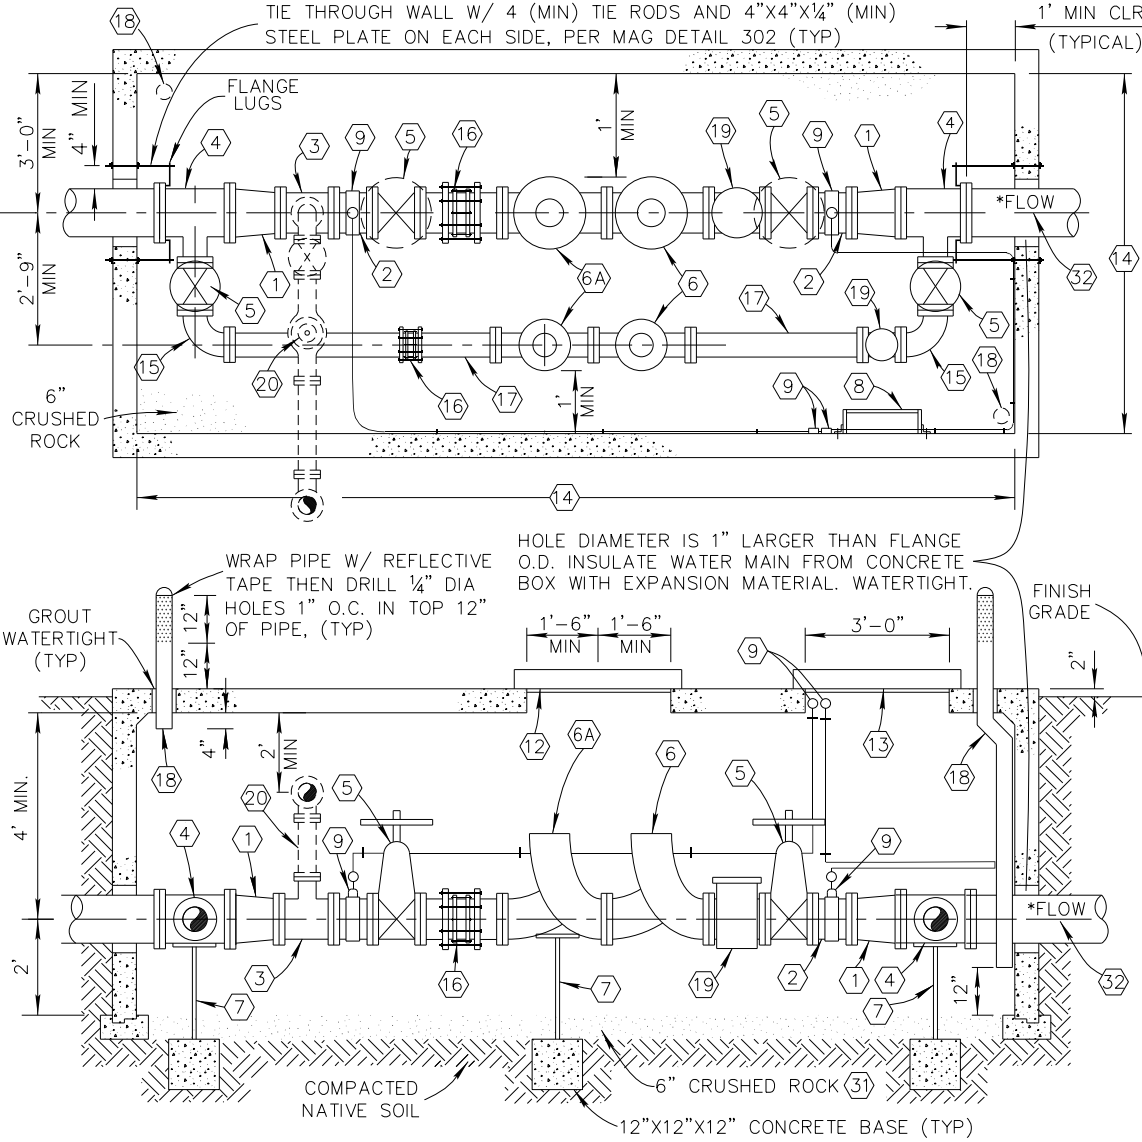 TIE THROUGH WALL W/ 4 (MIN) TIE RODS AND 4"X4"X¼" (MIN)
STEEL PLATE ON EACH SIDE, PER MAG DETAIL 302 (TYP)
1' MIN CLR
(TYPICAL)
18
FLANGE
LUGS
3'-0"
MIN
4" MIN
4
3
9
5
16
1'
MIN
19
5
9
1
4
*FLOW
14
2'-9"
MIN
1
2
6A
6
2
32
5
17
19
5
15
20
16
17
1'
MIN
9
8
15
18
6"
CRUSHED
ROCK
14
HOLE DIAMETER IS 1" LARGER THAN FLANGE
O.D. INSULATE WATER MAIN FROM CONCRETE
BOX WITH EXPANSION MATERIAL. WATERTIGHT.
WRAP PIPE W/ REFLECTIVE
TAPE THEN DRILL ¼" DIA
HOLES 1" O.C. IN TOP 12"
OF PIPE, (TYP)
GROUT
WATERTIGHT
(TYP)
12"
12"
1'-6"
MIN
1'-6"
MIN
3'-0"
FINISH
GRADE
2"
9
4' MIN.
4"
2'
MIN
12
13
18
18
6A
6
5
5
20
4
1
9
9
*FLOW
2'
3
16
19
2
1
4
32
7
7
7
12"
6" CRUSHED ROCK 31
COMPACTED
NATIVE SOIL
12"X12"X12" CONCRETE BASE (TYP)